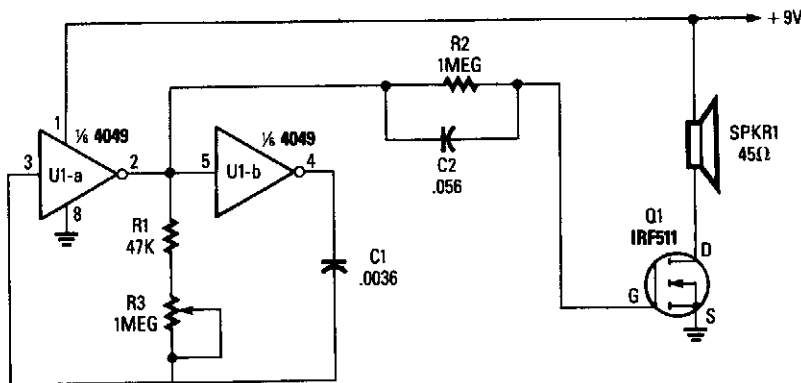 + 9V
R2
1MEG
1
⅙ 4049
⅙ 4049
3
U1-a
2
5
U1-b
4
C2
.056
SPKR1
45Ω
8
R1
47K
C1
.0036
Q1
IRF511
D
R3
1MEG
G
S